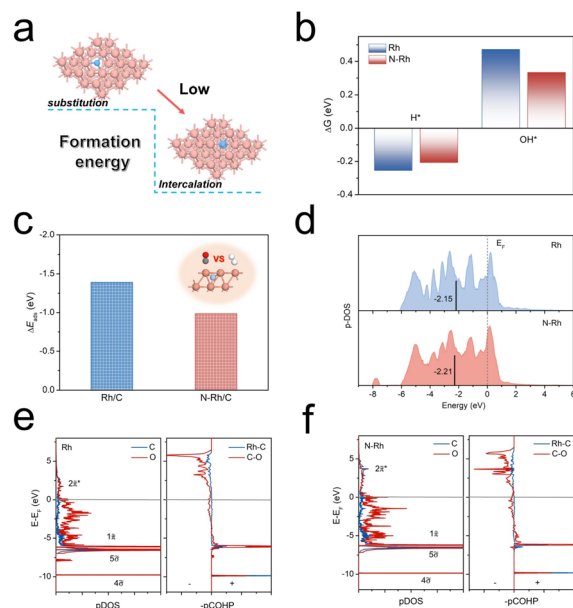 a
substitution
Low
Formation
energy
Intercalation
b
Rh
N-Rh
H*
OH*
ΔG (eV)
0.4
0.2
0.0
-0.2
-0.4
c
-2.0
-1.5
-1.0
-0.5
0.0
ΔEads (eV)
VS
Rh/C
N-Rh/C
d
EF
Rh
-2.15
N-Rh
-2.21
p-DOS
-8 -6 -4 -2 0 2 4 6
Energy (eV)
e
Rh
C
O
Rh-C
C-O
2π̃*
1π̃
5σ̃
4σ̃
5
0
-5
-10
E-EF (eV)
- +
pDOS
-pCOHP
f
N-Rh
C
O
Rh-C
C-O
2π̃*
1π̃
5σ̃
4σ̃
5
0
-5
-10
E-EF (eV)
- +
pDOS
-pCOHP